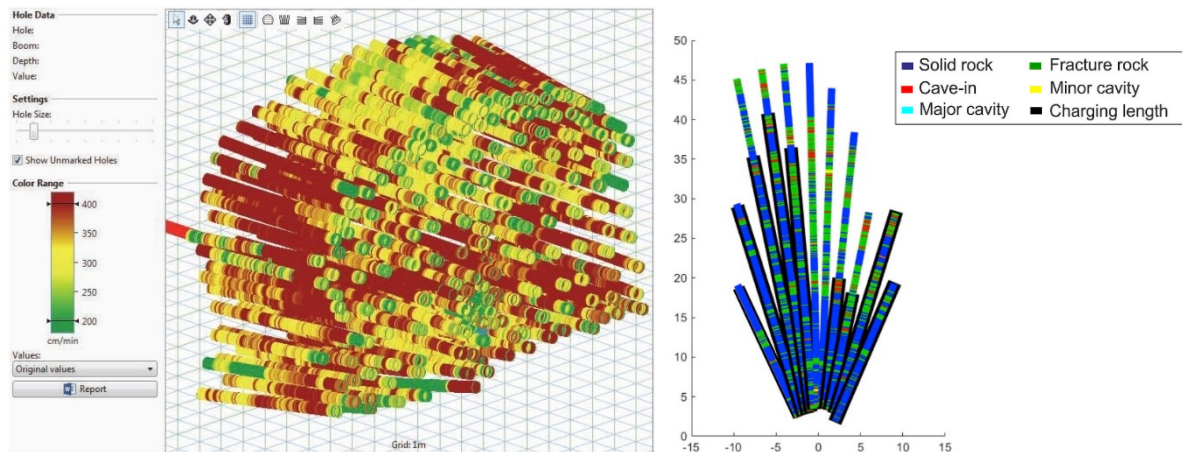 Hole Data
Hole:
Boom:
Depth:
Value:
Settings
Hole Size:
Show Unmarked Holes
Color Range
400
350
300
250
200
cm/min
Values:
Original values
Report
Grid: 1m
50
45
40
35
30
25
20
15
10
5
0
-15 -10 -5 0 5 10 15
Solid rock Fracture rock
Cave-in Minor cavity
Major cavity Charging length